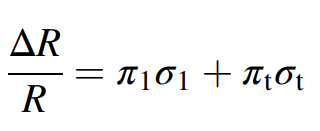 ΔR/R = π₁σ₁ + πₜσₜ